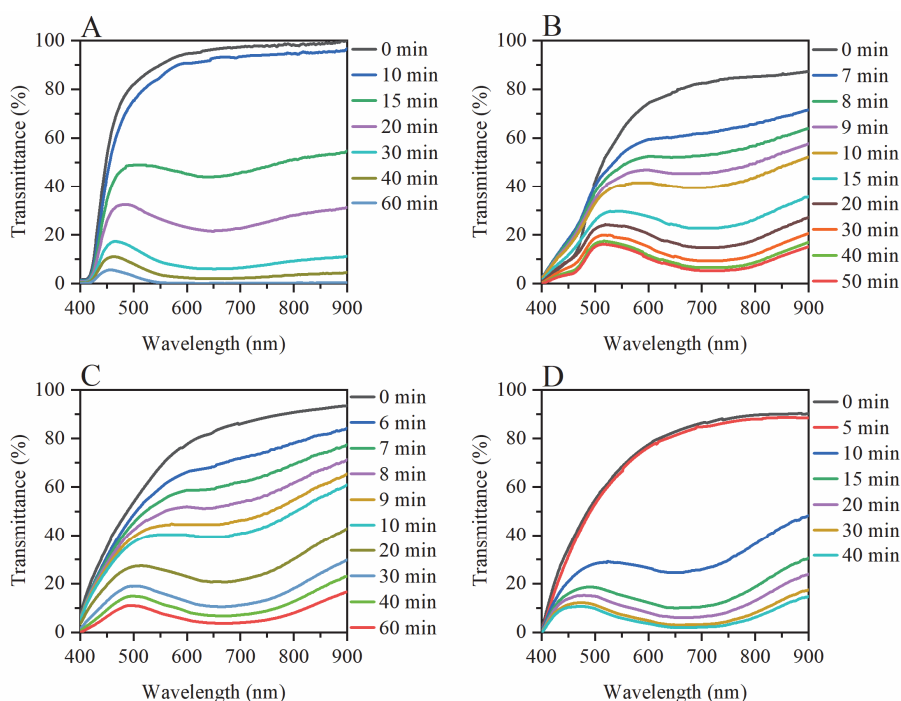 A
Transmittance (%)
100
80
60
40
20
0
400 500 600 700 800 900
Wavelength (nm)
0 min
10 min
15 min
20 min
30 min
40 min
60 min
B
Transmittance (%)
100
80
60
40
20
0
400 500 600 700 800 900
Wavelength (nm)
0 min
7 min
8 min
9 min
10 min
15 min
20 min
30 min
40 min
50 min
C
Transmittance (%)
100
80
60
40
20
0
400 500 600 700 800 900
Wavelength (nm)
0 min
6 min
7 min
8 min
9 min
10 min
20 min
30 min
40 min
60 min
D
Transmittance (%)
100
80
60
40
20
0
400 500 600 700 800 900
Wavelength (nm)
0 min
5 min
10 min
15 min
20 min
30 min
40 min